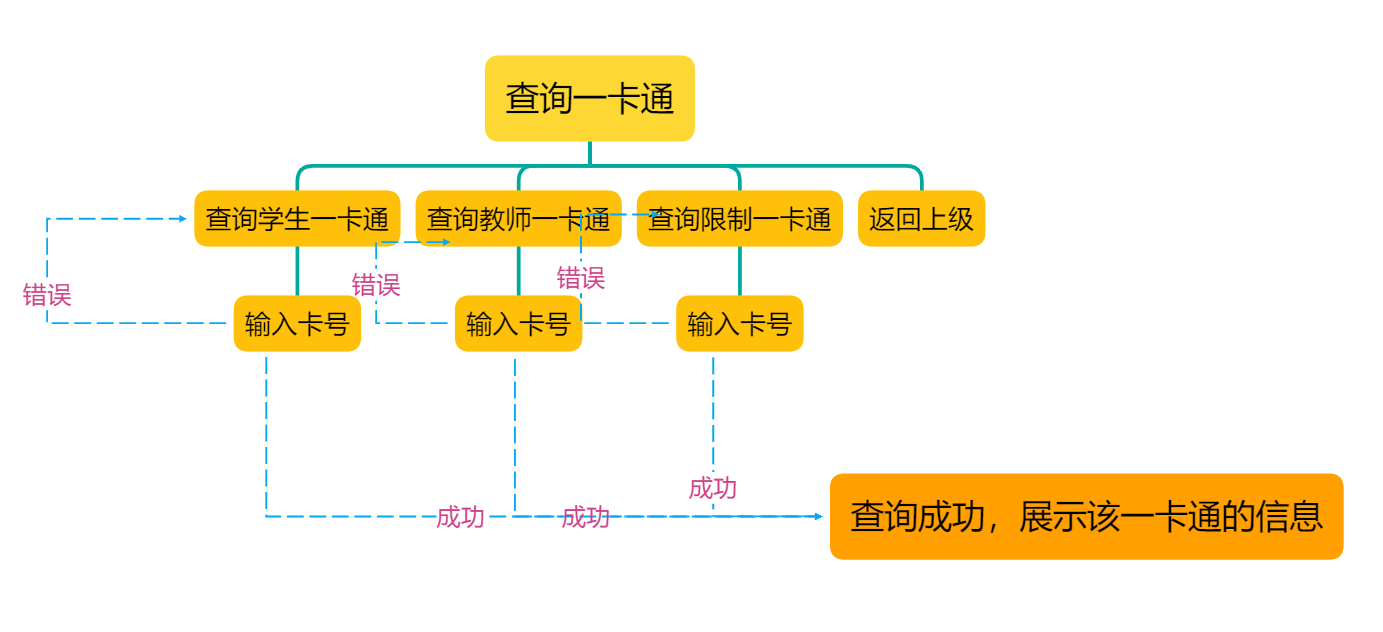 查询一卡通
查询学生一卡通
查询教师一卡通
查询限制一卡通
返回上级
错误
错误
错误
输入卡号
输入卡号
输入卡号
成功
成功
成功
查询成功，展示该一卡通的信息